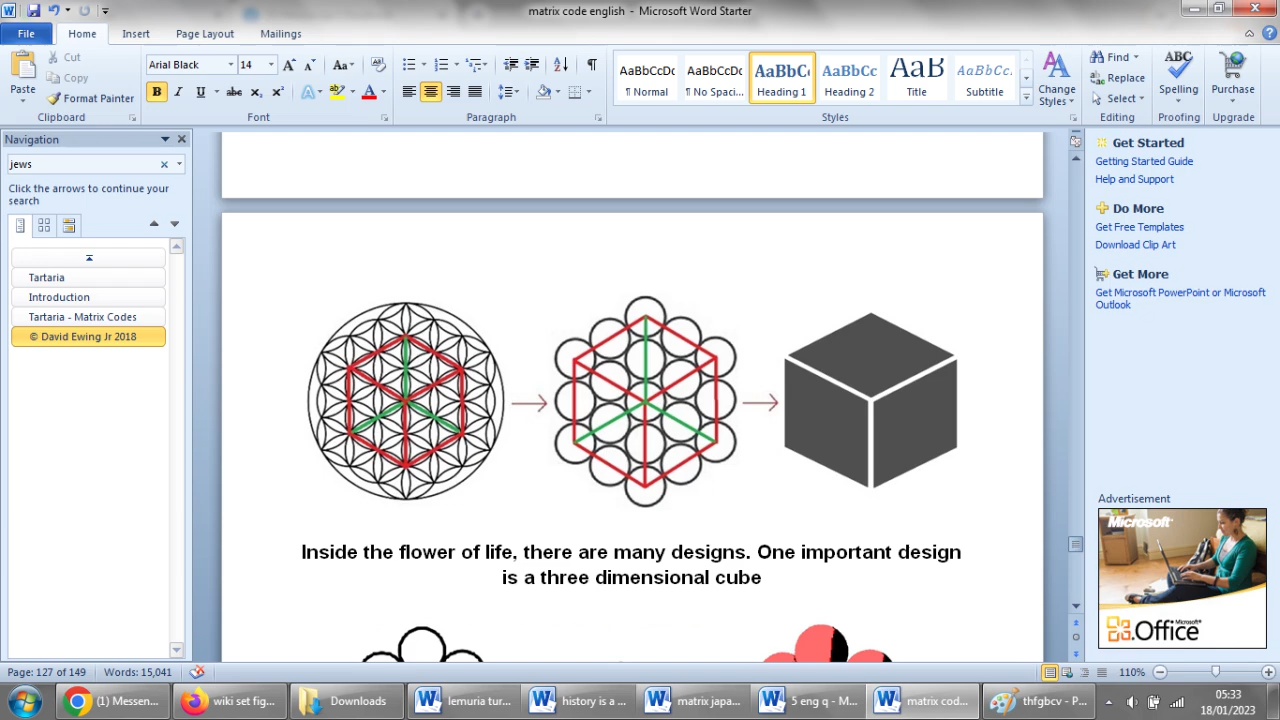 matrix code english - Microsoft Word Starter
File Home Insert Page Layout Mailings
Paste
Cut
Copy
Format Painter
Clipboard
Arial Black 14
Font
Paragraph
AaBbCcDc ¶ Normal
AaBbCcDc ¶ No Spaci...
AaBbCc Heading 1
AaBbCc Heading 2
AaB Title
AaBbCc. Subtitle
Change Styles
Styles
Find
Replace
Select
Editing
ABC
Spelling
Proofing
Purchase
Upgrade
Navigation
jews
Click the arrows to continue your
search
Tartaria
Introduction
Tartaria - Matrix Codes
© David Ewing Jr 2018
Inside the flower of life, there are many designs. One important design
is a three dimensional cube
Get Started
Getting Started Guide
Help and Support
Do More
Get Free Templates
Download Clip Art
Get More
Get Microsoft PowerPoint or Microsoft
Outlook
Advertisement
Microsoft
Microsoft
Office
Page: 127 of 149 Words: 15,041
110%
(1) Messen...
wiki set fig...
Downloads
lemuria tur...
history is a ...
matrix japa...
5 eng q - M...
matrix cod...
thfgbcv - P...
05:33
18/01/2023